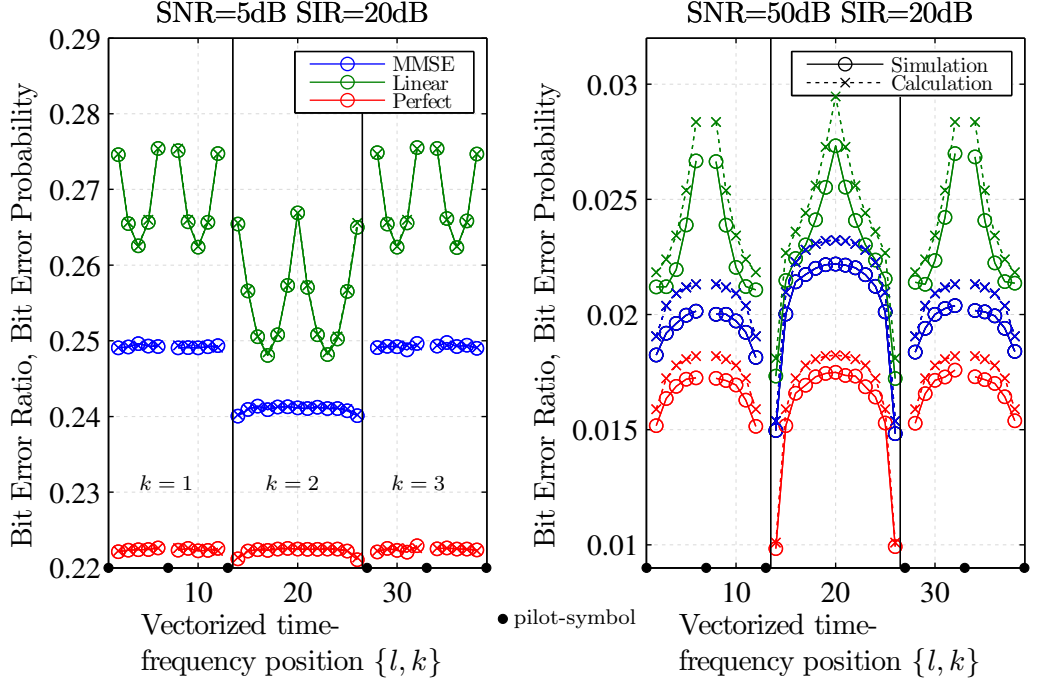 SNR=5dB SIR=20dB
Bit Error Ratio, Bit Error Probability
0.29
0.28
0.27
0.26
0.25
0.24
0.23
0.22
MMSE
Linear
Perfect
k = 1
k = 2
k = 3
10
20
30
Vectorized time-
frequency position {l, k}
pilot-symbol
SNR=50dB SIR=20dB
Bit Error Ratio, Bit Error Probability
0.03
0.025
0.02
0.015
0.01
Simulation
Calculation
10
20
30
Vectorized time-
frequency position {l, k}